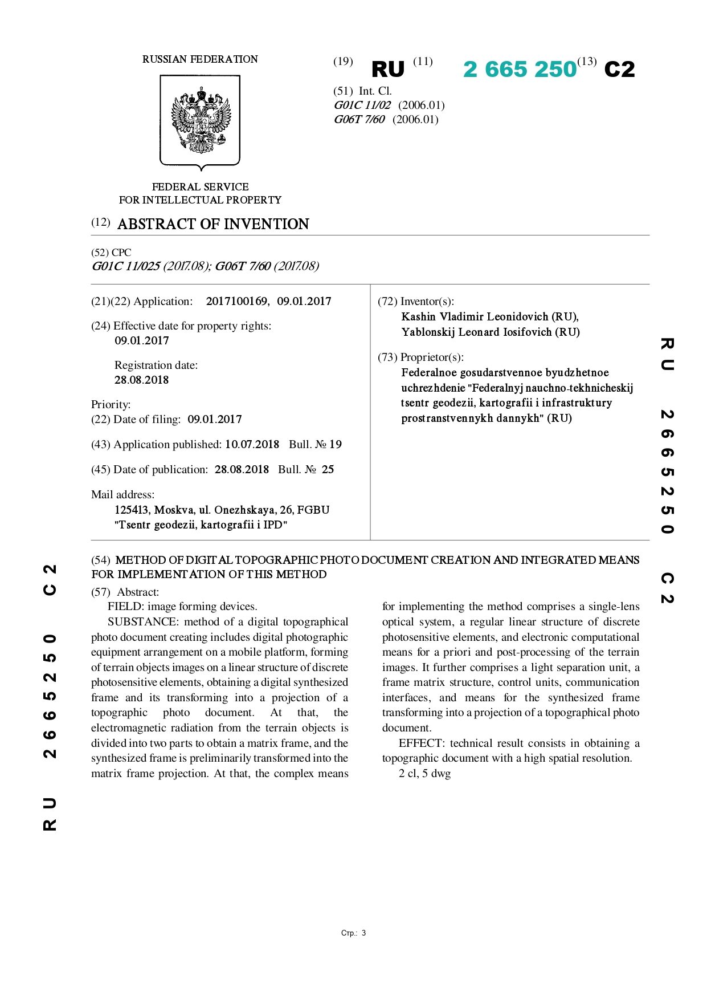 RUSSIAN FEDERATION
FEDERAL SERVICE
FOR INTELLECTUAL PROPERTY
(19) RU (11) 2 665 250 (13) C2
(51) Int. Cl.
G01C 11/02 (2006.01)
G06T 7/60 (2006.01)
(12) ABSTRACT OF INVENTION
(52) CPC
G01C 11/025 (2017.08); G06T 7/60 (2017.08)
(21)(22) Application: 2017100169, 09.01.2017
(24) Effective date for property rights:
09.01.2017
Registration date:
28.08.2018
Priority:
(22) Date of filing: 09.01.2017
(43) Application published: 10.07.2018 Bull. № 19
(45) Date of publication: 28.08.2018 Bull. № 25
Mail address:
125413, Moskva, ul. Onezhskaya, 26, FGBU
"Tsentr geodezii, kartografii i IPD"
(72) Inventor(s):
Kashin Vladimir Leonidovich (RU),
Yablonskij Leonard Iosifovich (RU)
(73) Proprietor(s):
Federalnoe gosudarstvennoe byudzhetnoe
uchrezhdenie "Federalnyj nauchno-tekhnicheskij
tsentr geodezii, kartografii i infrastruktury
prostranstvennykh dannykh" (RU)
(54) METHOD OF DIGITAL TOPOGRAPHIC PHOTO DOCUMENT CREATION AND INTEGRATED MEANS
FOR IMPLEMENTATION OF THIS METHOD
(57) Abstract:
FIELD: image forming devices.
SUBSTANCE: method of a digital topographical
photo document creating includes digital photographic
equipment arrangement on a mobile platform, forming
of terrain objects images on a linear structure of discrete
photosensitive elements, obtaining a digital synthesized
frame and its transforming into a projection of a
topographic photo document. At that, the
electromagnetic radiation from the terrain objects is
divided into two parts to obtain a matrix frame, and the
synthesized frame is preliminarily transformed into the
matrix frame projection. At that, the complex means
for implementing the method comprises a single-lens
optical system, a regular linear structure of discrete
photosensitive elements, and electronic computational
means for a priori and post-processing of the terrain
images. It further comprises a light separation unit, a
frame matrix structure, control units, communication
interfaces, and means for the synthesized frame
transforming into a projection of a topographical photo
document.
EFFECT: technical result consists in obtaining a
topographic document with a high spatial resolution.
2 cl, 5 dwg
RU 2665250 C2
RU 2665250 C2
Стр.: 3